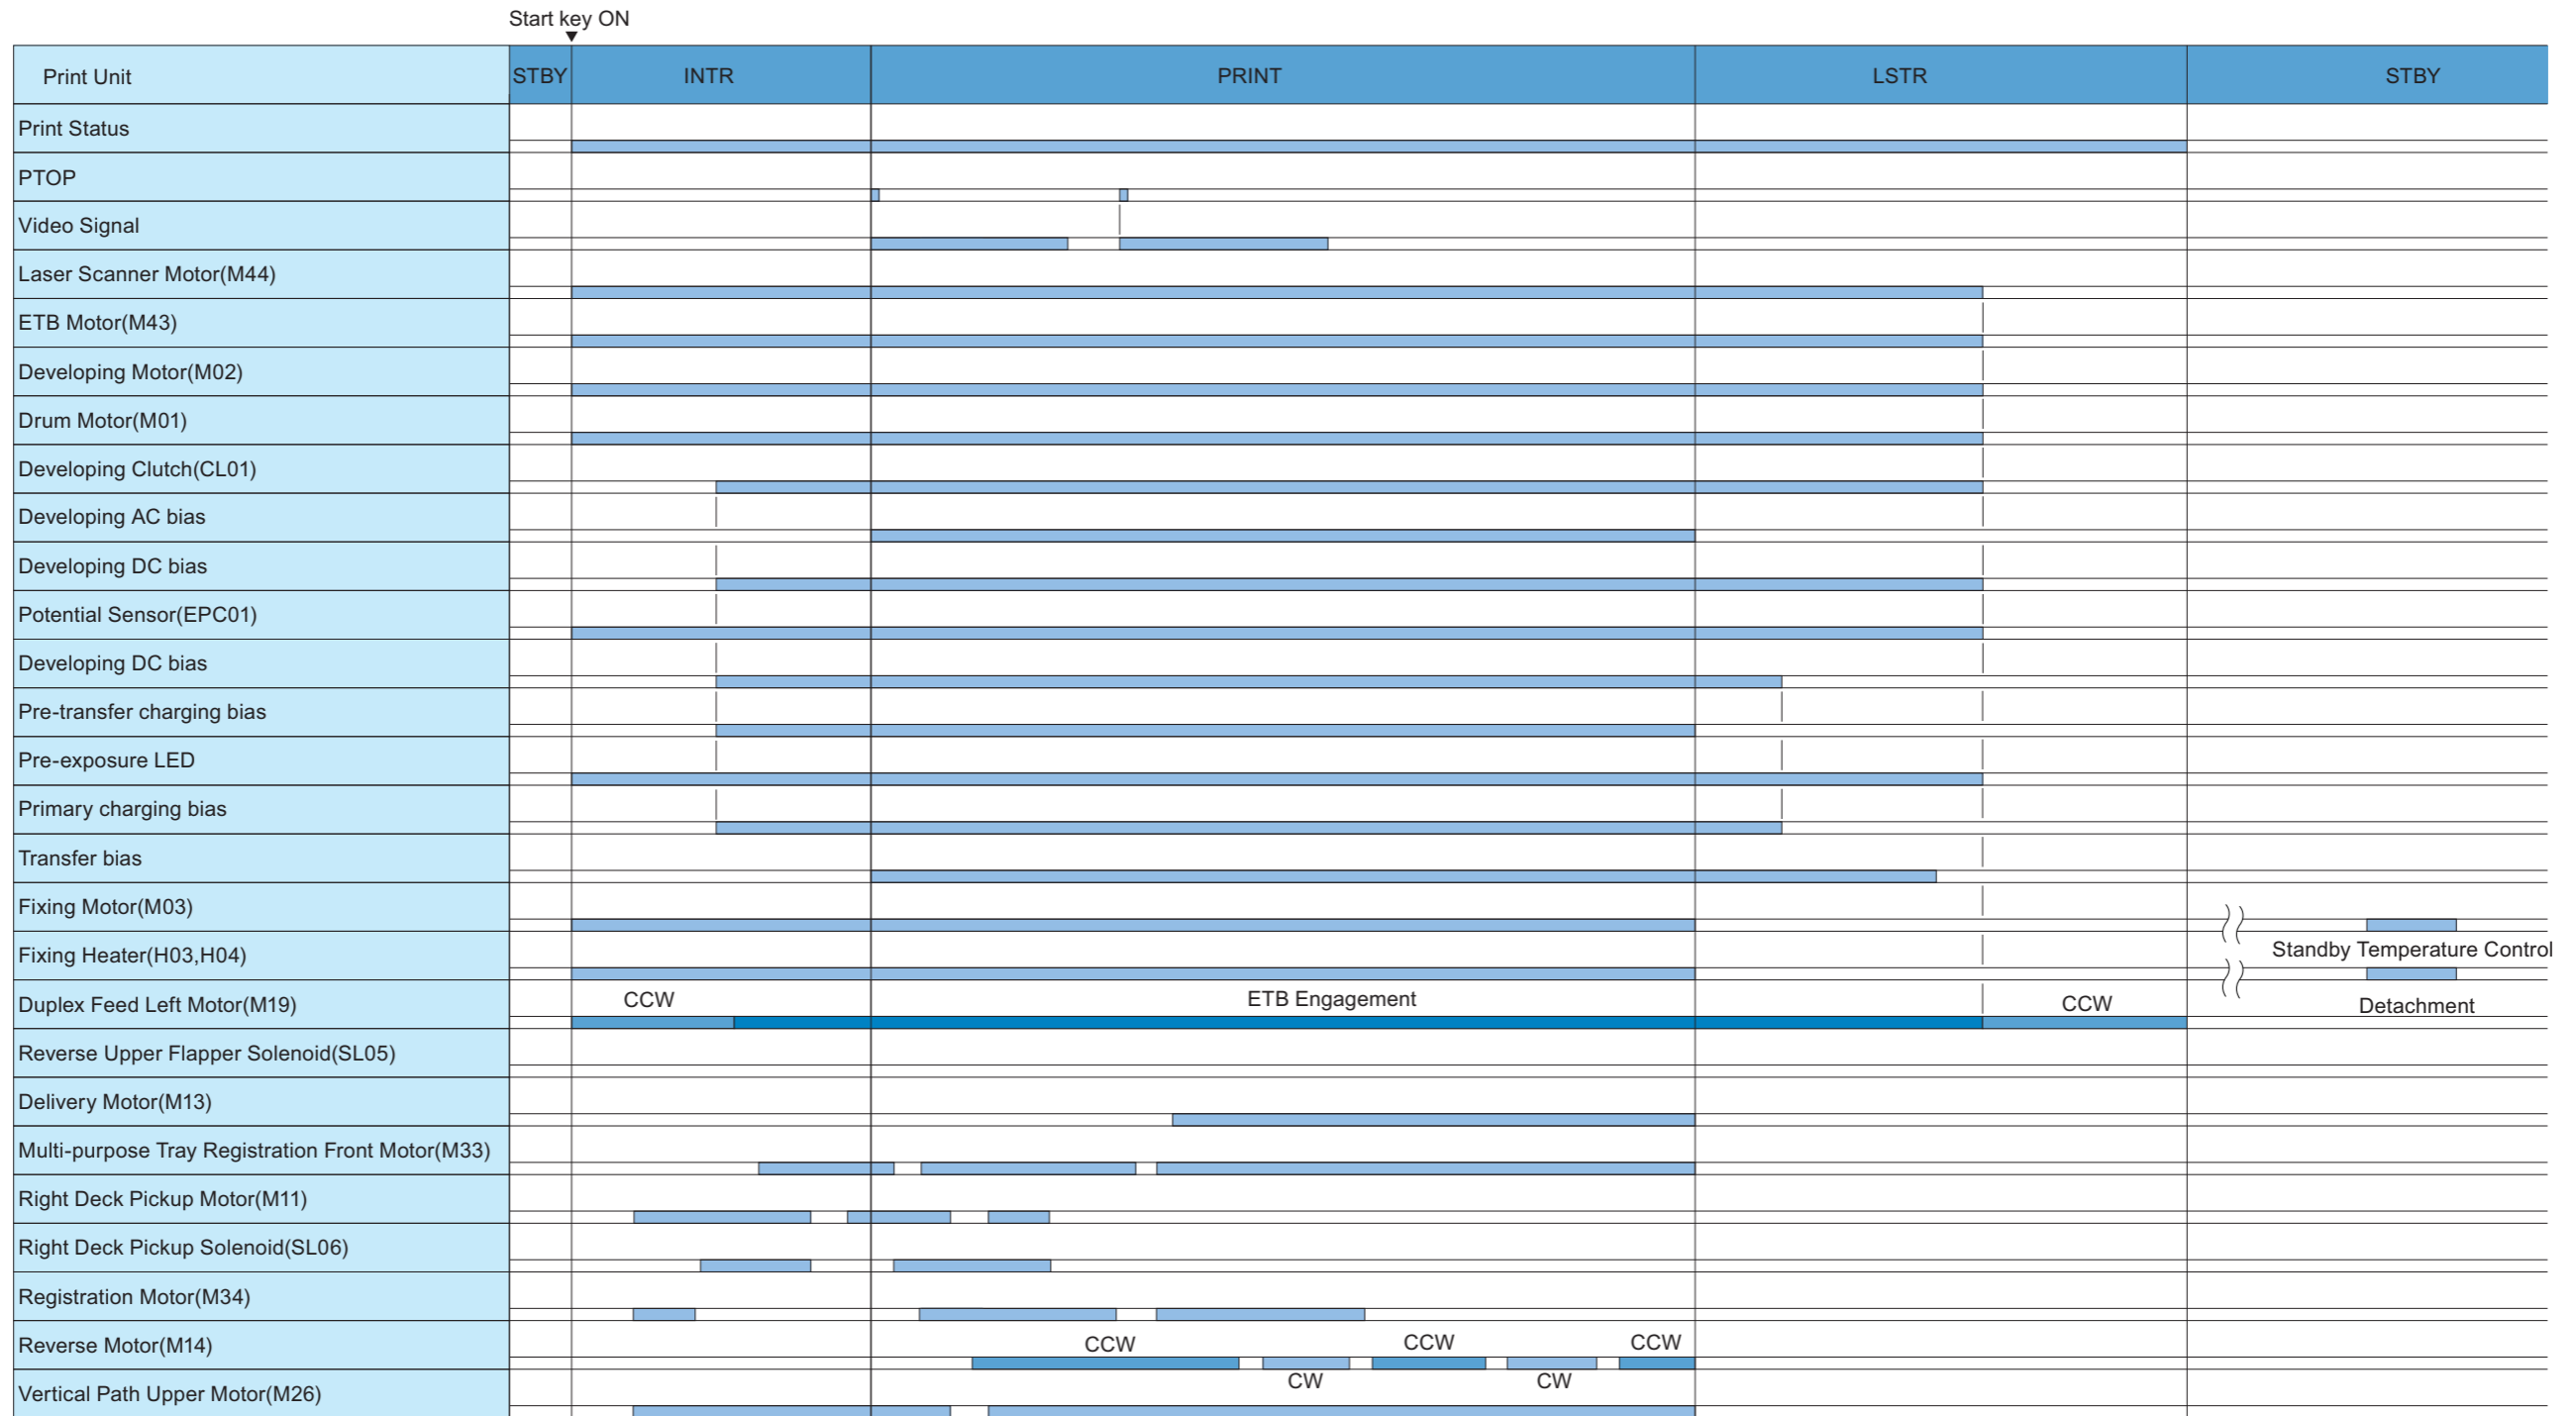 Start key ON
Print Unit STBY INTR PRINT LSTR STBY
Print Status
PTOP
Video Signal
Laser Scanner Motor(M44)
ETB Motor(M43)
Developing Motor(M02)
Drum Motor(M01)
Developing Clutch(CL01)
Developing AC bias
Developing DC bias
Potential Sensor(EPC01)
Developing DC bias
Pre-transfer charging bias
Pre-exposure LED
Primary charging bias
Transfer bias
Fixing Motor(M03)
Standby Temperature Control
Fixing Heater(H03,H04)
Duplex Feed Left Motor(M19) CCW ETB Engagement CCW Detachment
Reverse Upper Flapper Solenoid(SL05)
Delivery Motor(M13)
Multi-purpose Tray Registration Front Motor(M33)
Right Deck Pickup Motor(M11)
Right Deck Pickup Solenoid(SL06)
Registration Motor(M34)
Reverse Motor(M14) CCW CCW CCW
CW CW
Vertical Path Upper Motor(M26)